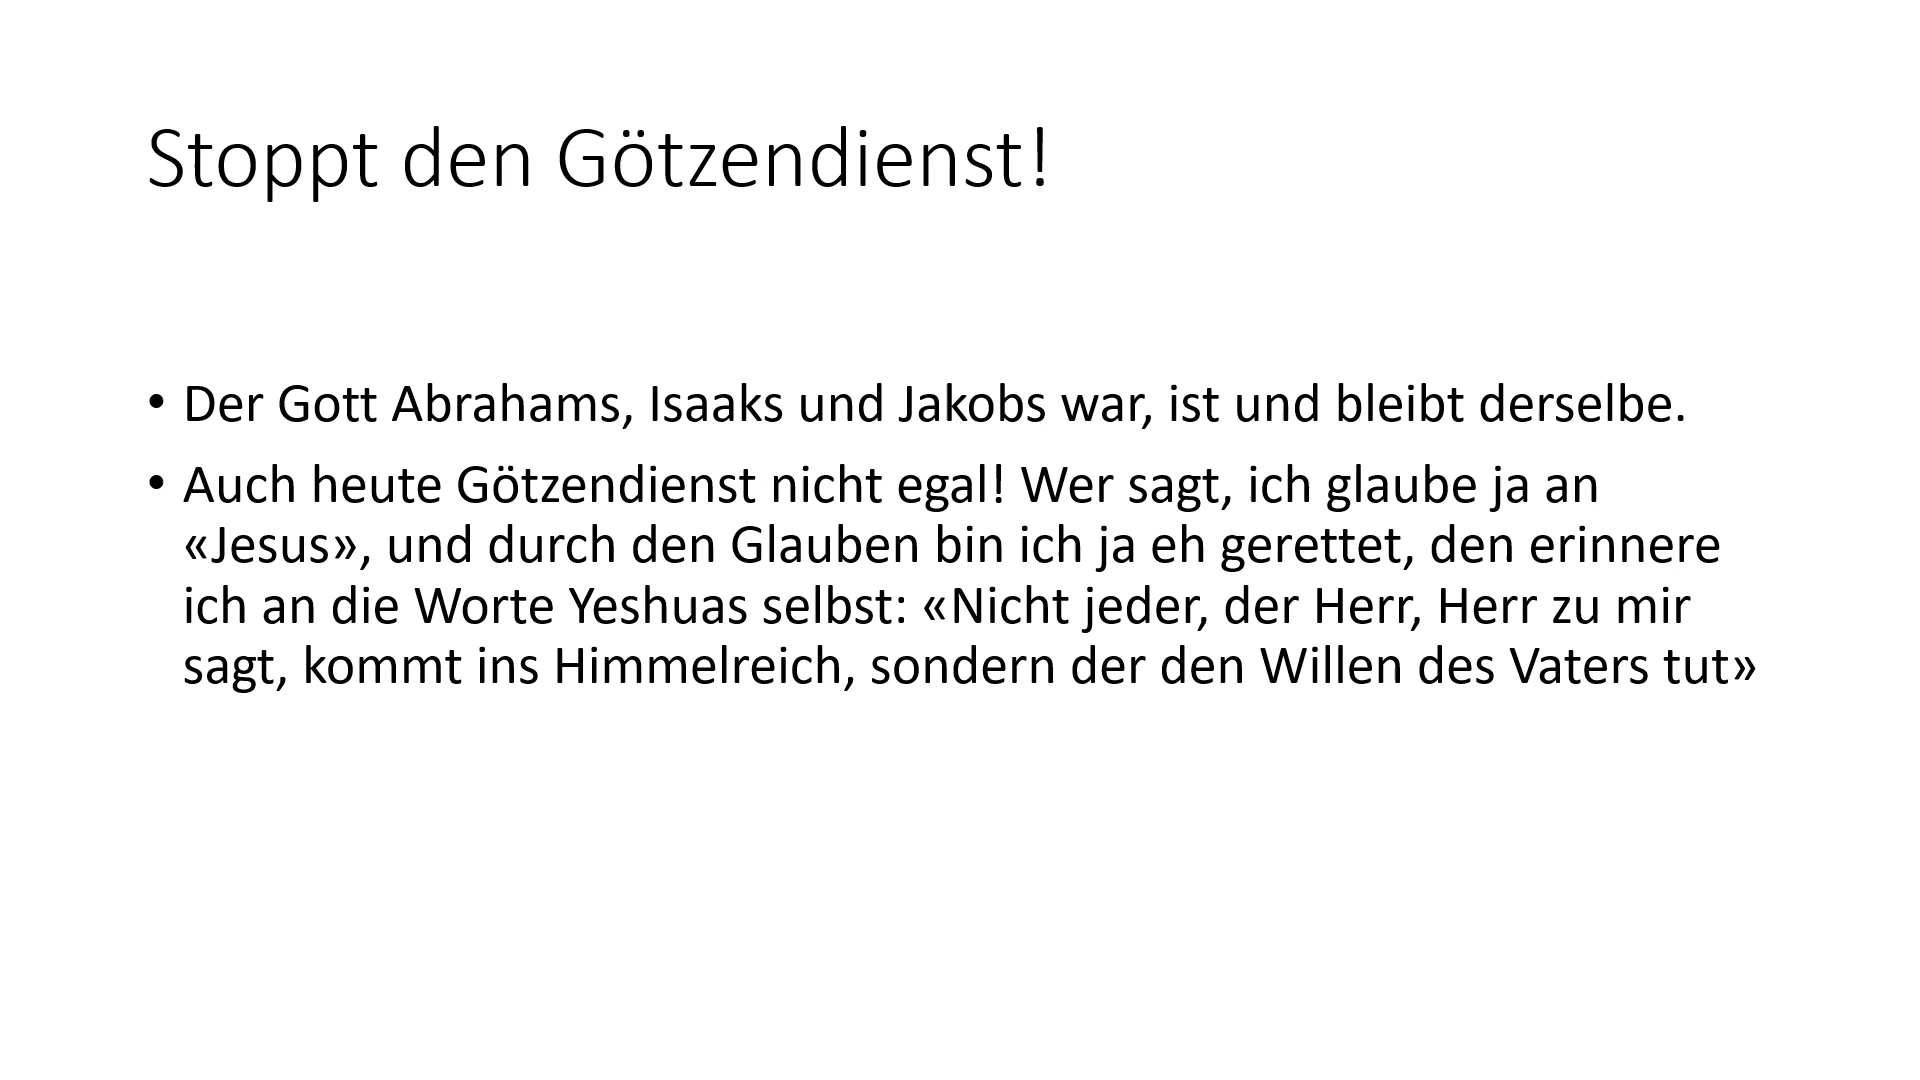 Stoppt den Götzendienst!
• Der Gott Abrahams, Isaaks und Jakobs war, ist und bleibt derselbe.
• Auch heute Götzendienst nicht egal! Wer sagt, ich glaube ja an
«Jesus», und durch den Glauben bin ich ja eh gerettet, den erinnere
ich an die Worte Yeshuas selbst: «Nicht jeder, der Herr, Herr zu mir
sagt, kommt ins Himmelreich, sondern der den Willen des Vaters tut»